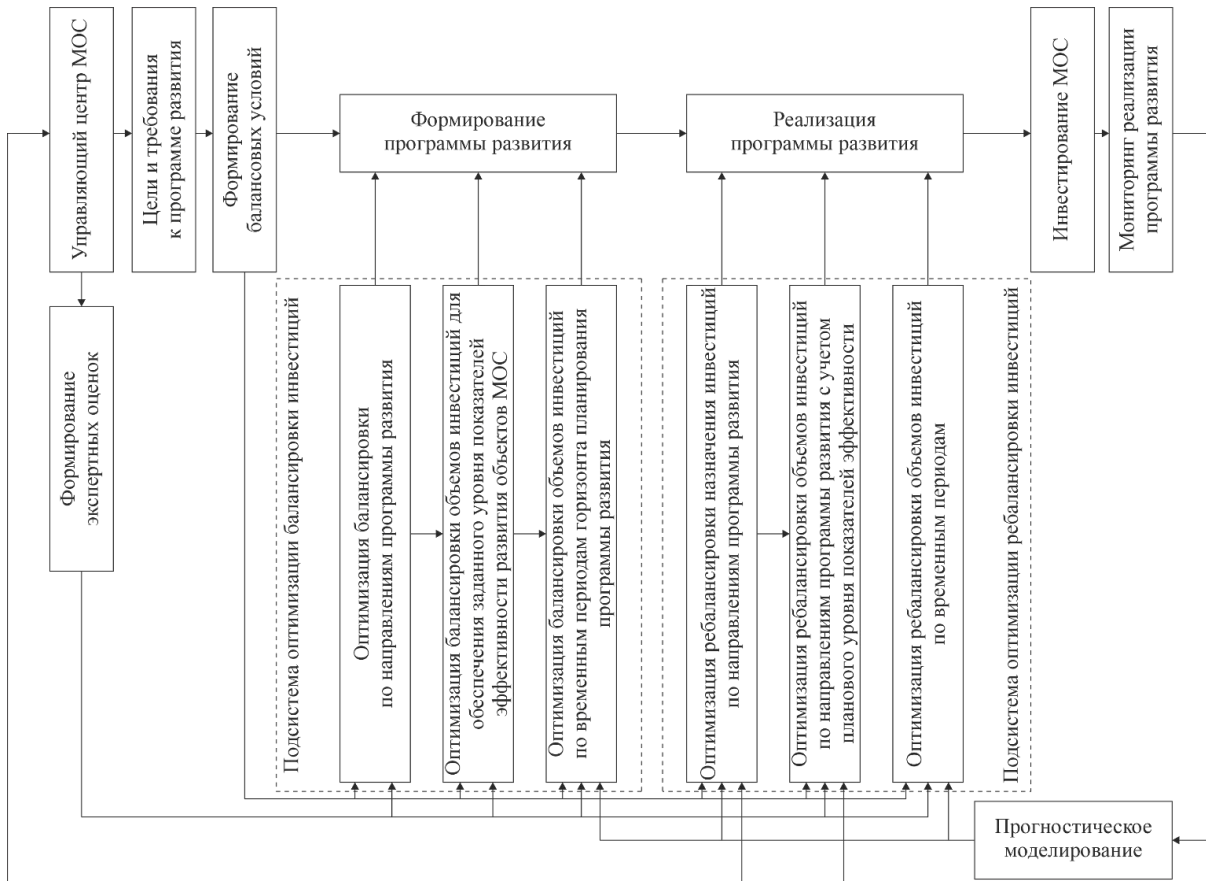 Управляющий центр МОС
Цели и требования
к программе развития
Формирование
балансовых условий
Формирование
программы развития
Реализация
программы развития
Инвестирование МОС
Мониторинг реализации
программы развития
Формирование
экспертных оценок
Подсистема оптимизации балансировки инвестиций
Оптимизация балансировки
по направлениям программы развития
Оптимизация балансировки объемов инвестиций для
обеспечения заданного уровня показателей
эффективности развития объектов МОС
Оптимизация балансировки объемов инвестиций
по временным периодам горизонта планирования
программы развития
Оптимизация ребалансировки назначения инвестиций
по направлениям программы развития
Оптимизация ребалансировки объемов инвестиций
по направлениям программы развития с учетом
планового уровня показателей эффективности
Оптимизация ребалансировки объемов инвестиций
по временным периодам
Подсистема оптимизации ребалансировки инвестиций
Прогностическое
моделирование